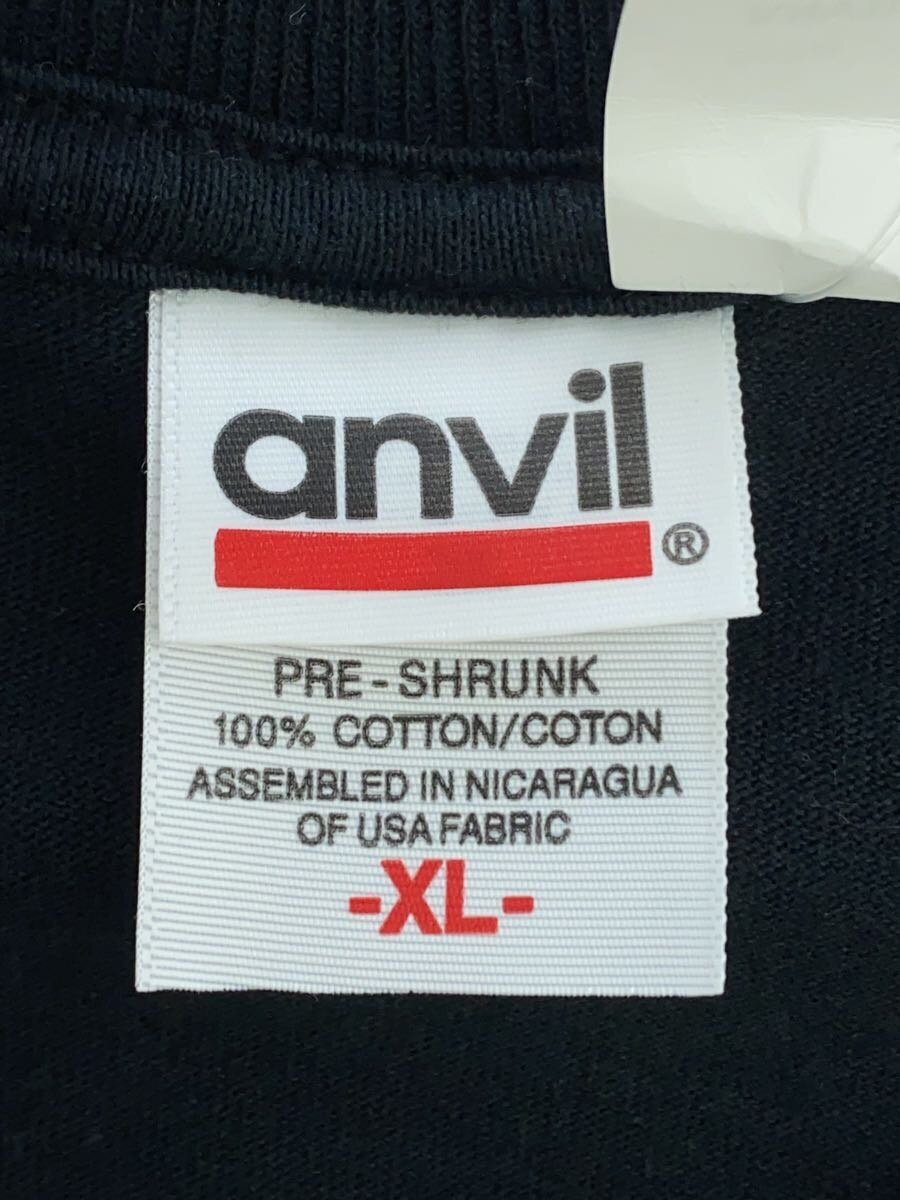 anvil
®
PRE-SHRUNK
100% COTTON/COTON
ASSEMBLED IN NICARAGUA
OF USA FABRIC
-XL-